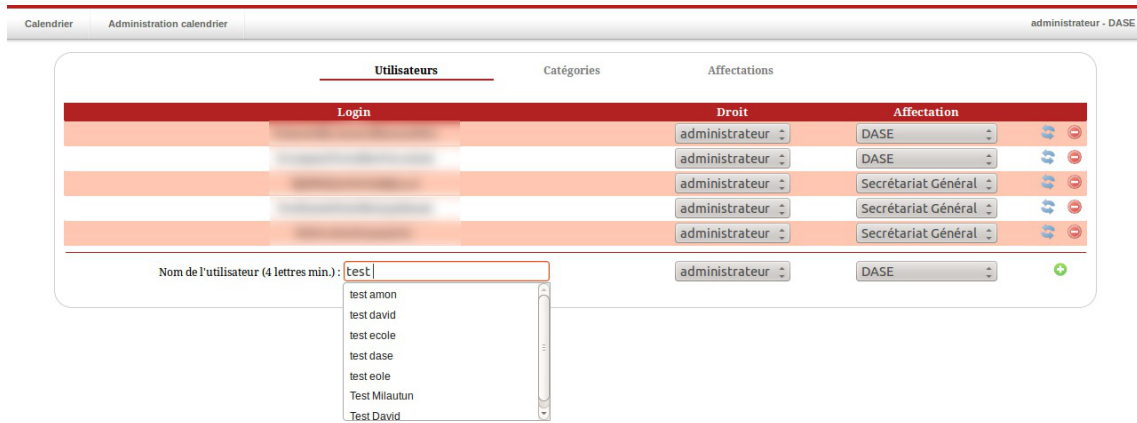 Calendrier Administration calendrier administrateur - DASE
Utilisateurs Catégories Affectations
Login Droit Affectation
administrateur DASE
administrateur DASE
administrateur Secrétariat Général
administrateur Secrétariat Général
administrateur Secrétariat Général
Nom de l'utilisateur (4 lettres min.) : test administrateur DASE
test amon
test david
test ecole
test dase
test eole
Test Milautun
Test David